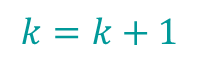 k = k + 1